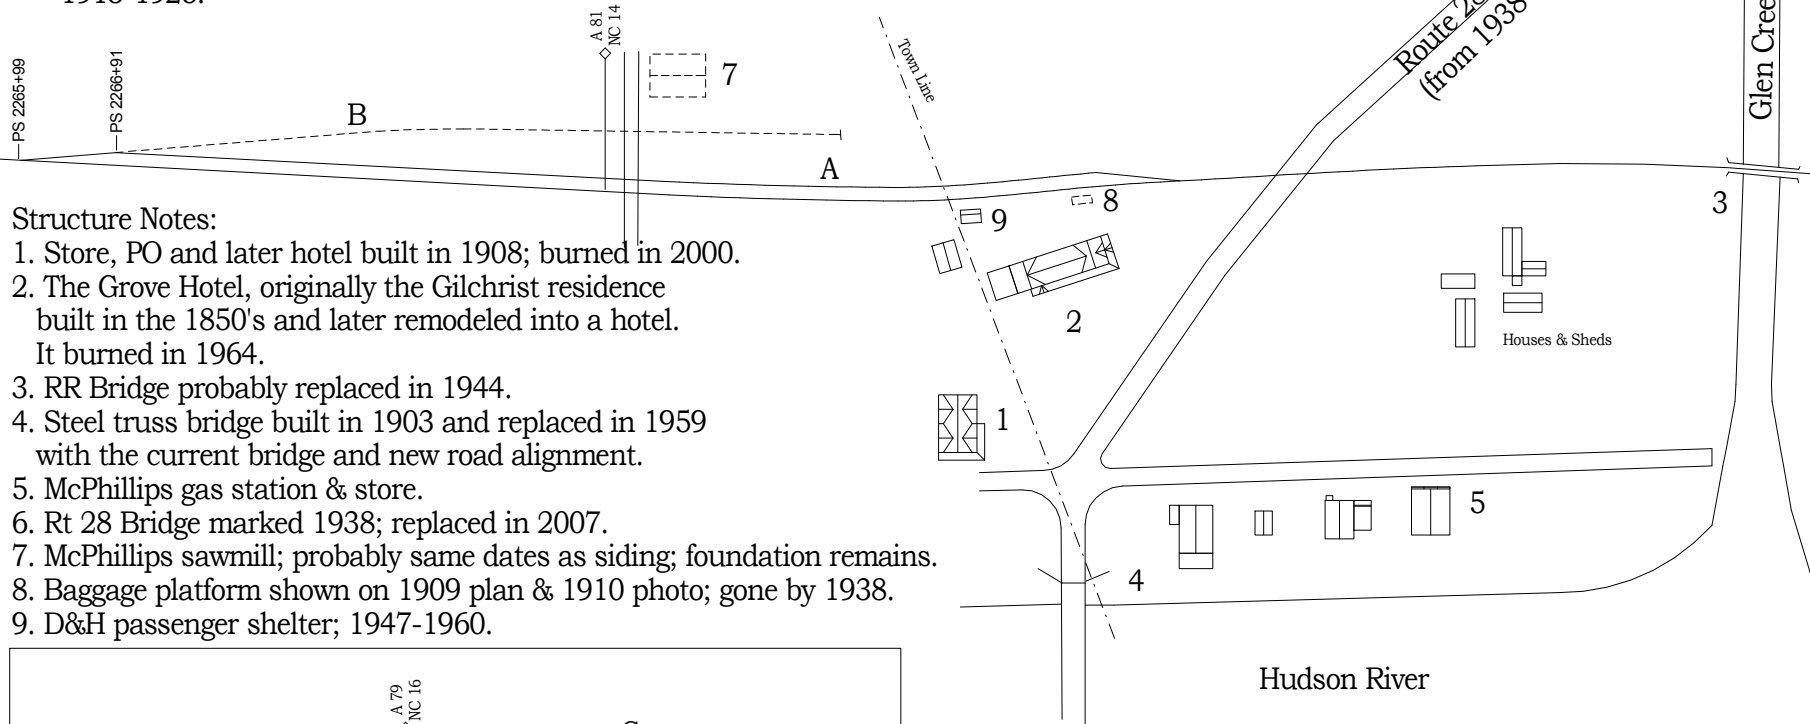 1918-1928.
PS 2265+99
PS 2266+91
B
A 81
NC 14
7
Town Line
A
Route 28
(from 1938
Glen Cree
3
8
9
2
1
Houses & Sheds
5
4
Hudson River
Structure Notes:
1. Store, PO and later hotel built in 1908; burned in 2000.
2. The Grove Hotel, originally the Gilchrist residence
built in the 1850's and later remodeled into a hotel.
It burned in 1964.
3. RR Bridge probably replaced in 1944.
4. Steel truss bridge built in 1903 and replaced in 1959
with the current bridge and new road alignment.
5. McPhillips gas station & store.
6. Rt 28 Bridge marked 1938; replaced in 2007.
7. McPhillips sawmill; probably same dates as siding; foundation remains.
8. Baggage platform shown on 1909 plan & 1910 photo; gone by 1938.
9. D&H passenger shelter; 1947-1960.
A 79
NC 16